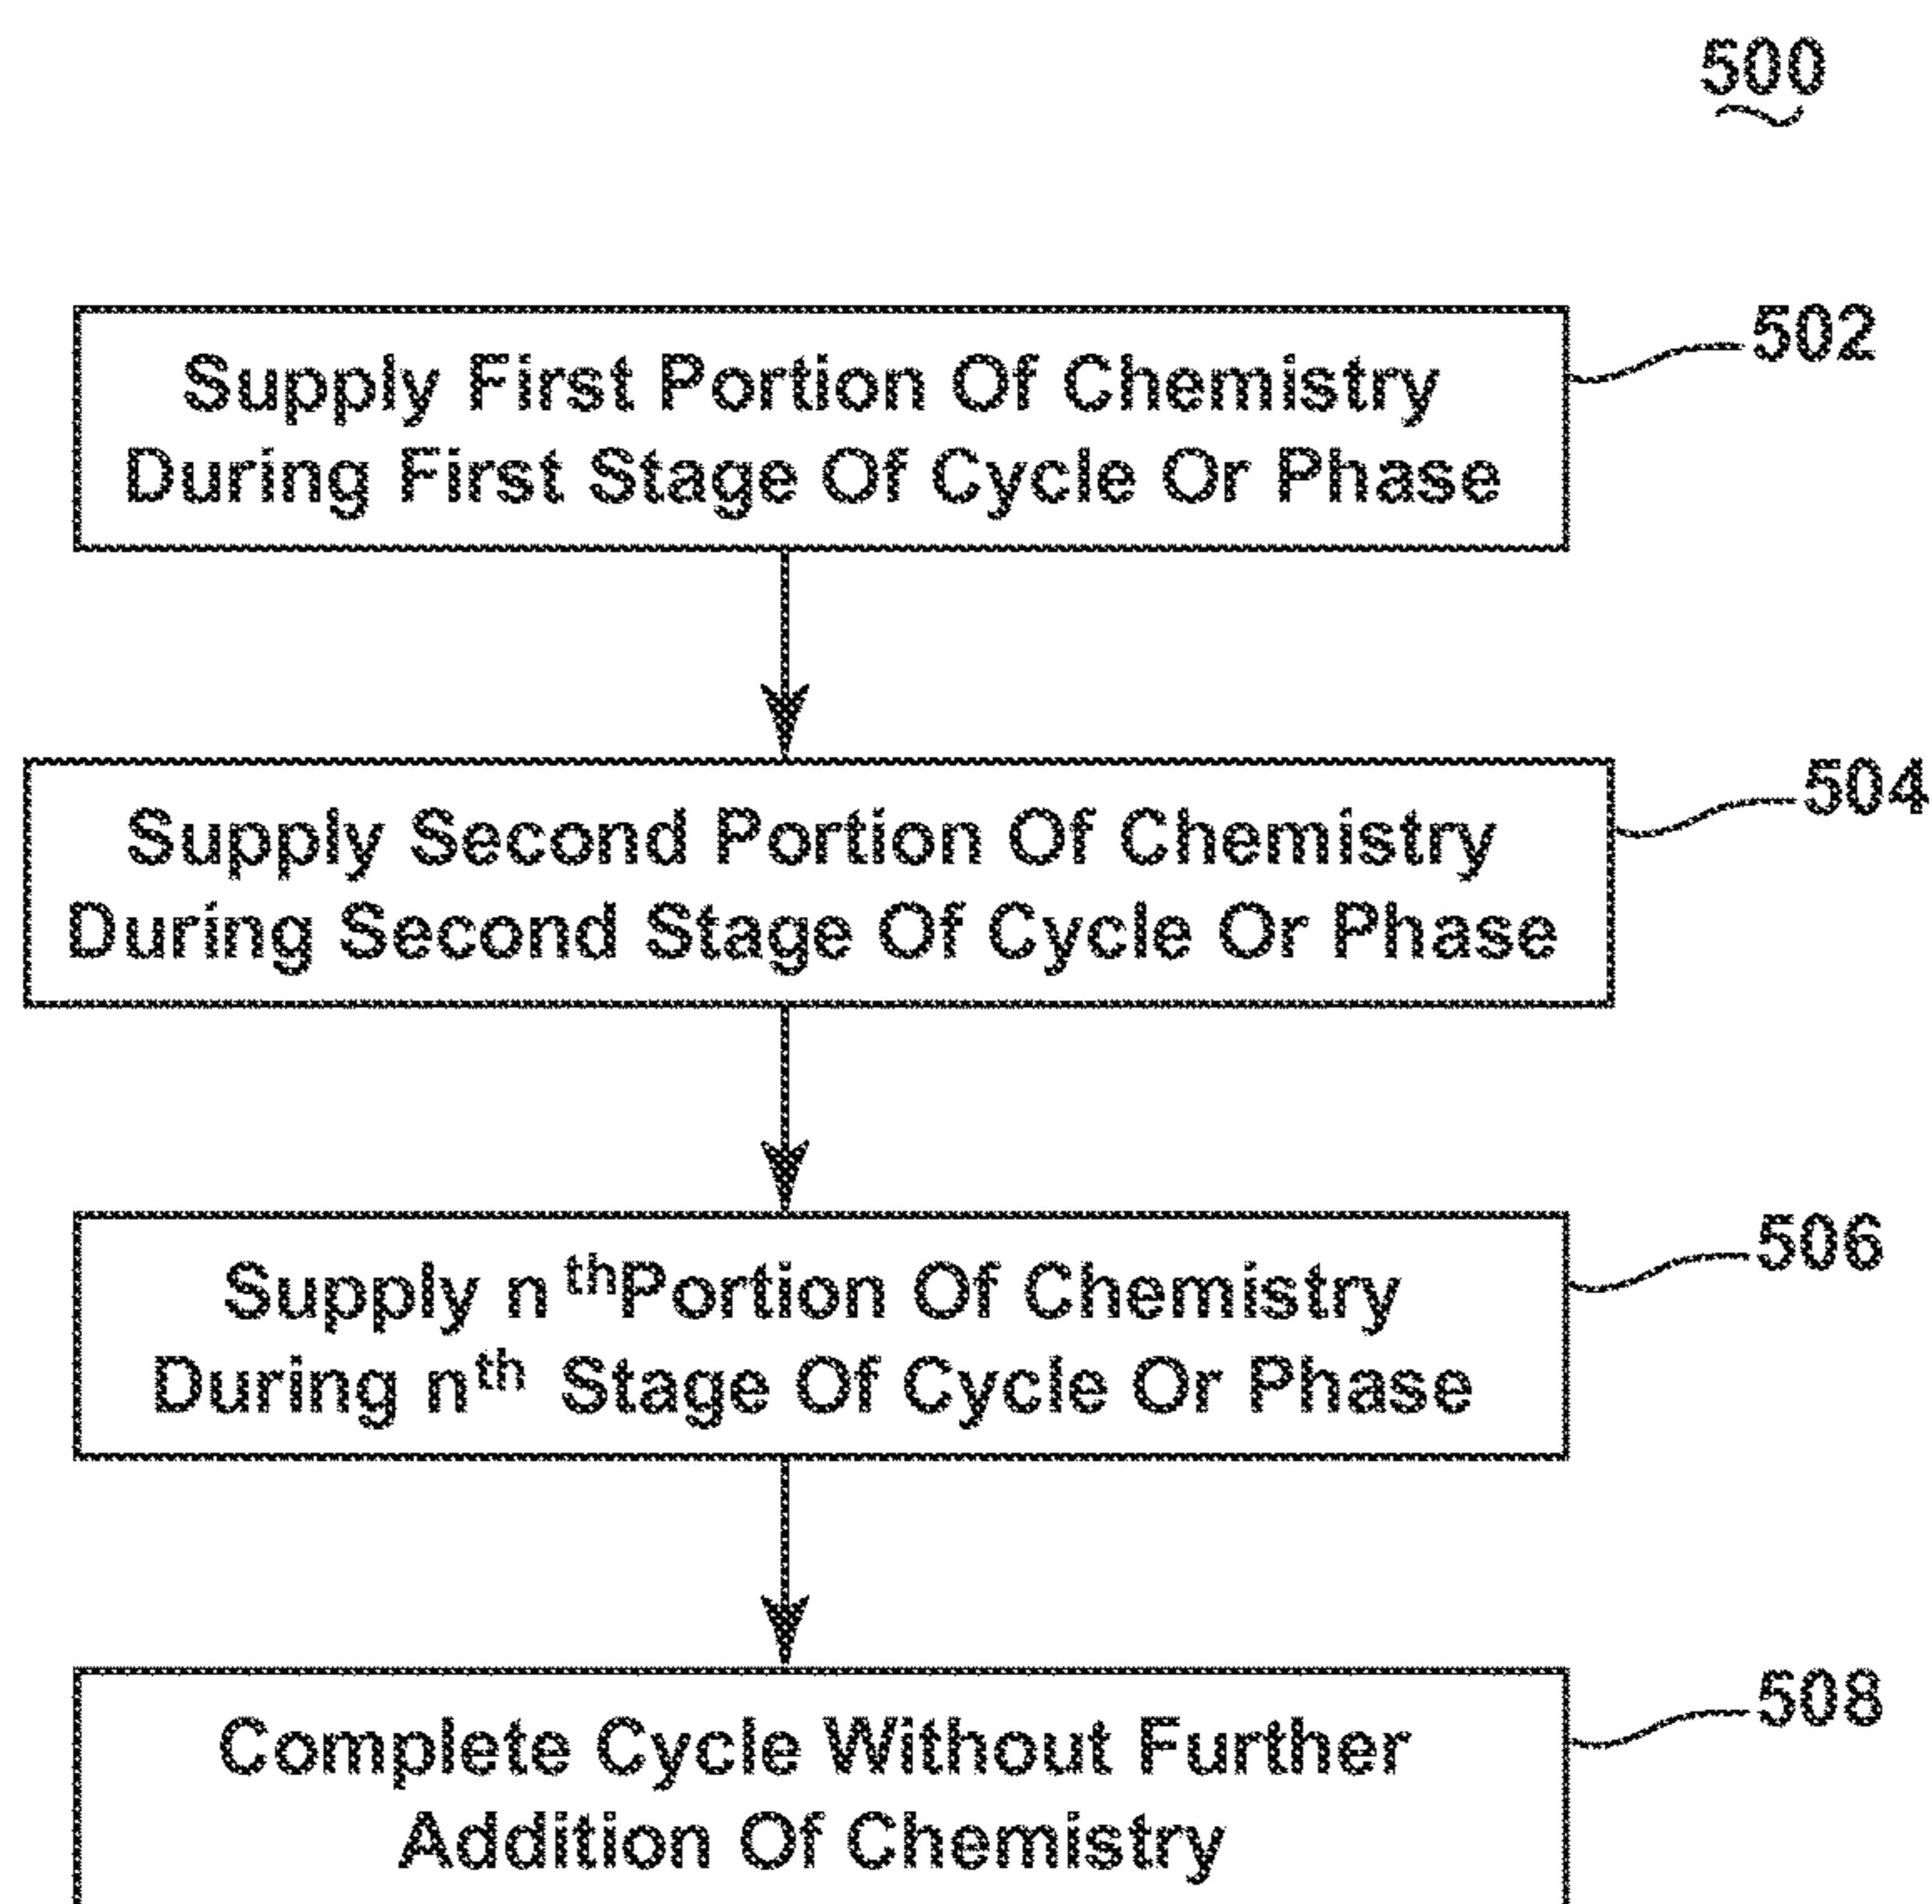 500
Supply First Portion Of Chemistry
During First Stage Of Cycle Or Phase
502
Supply Second Portion Of Chemistry
During Second Stage Of Cycle Or Phase
504
Supply nth Portion Of Chemistry
During nth Stage Of Cycle Or Phase
506
Complete Cycle Without Further
Addition Of Chemistry
508